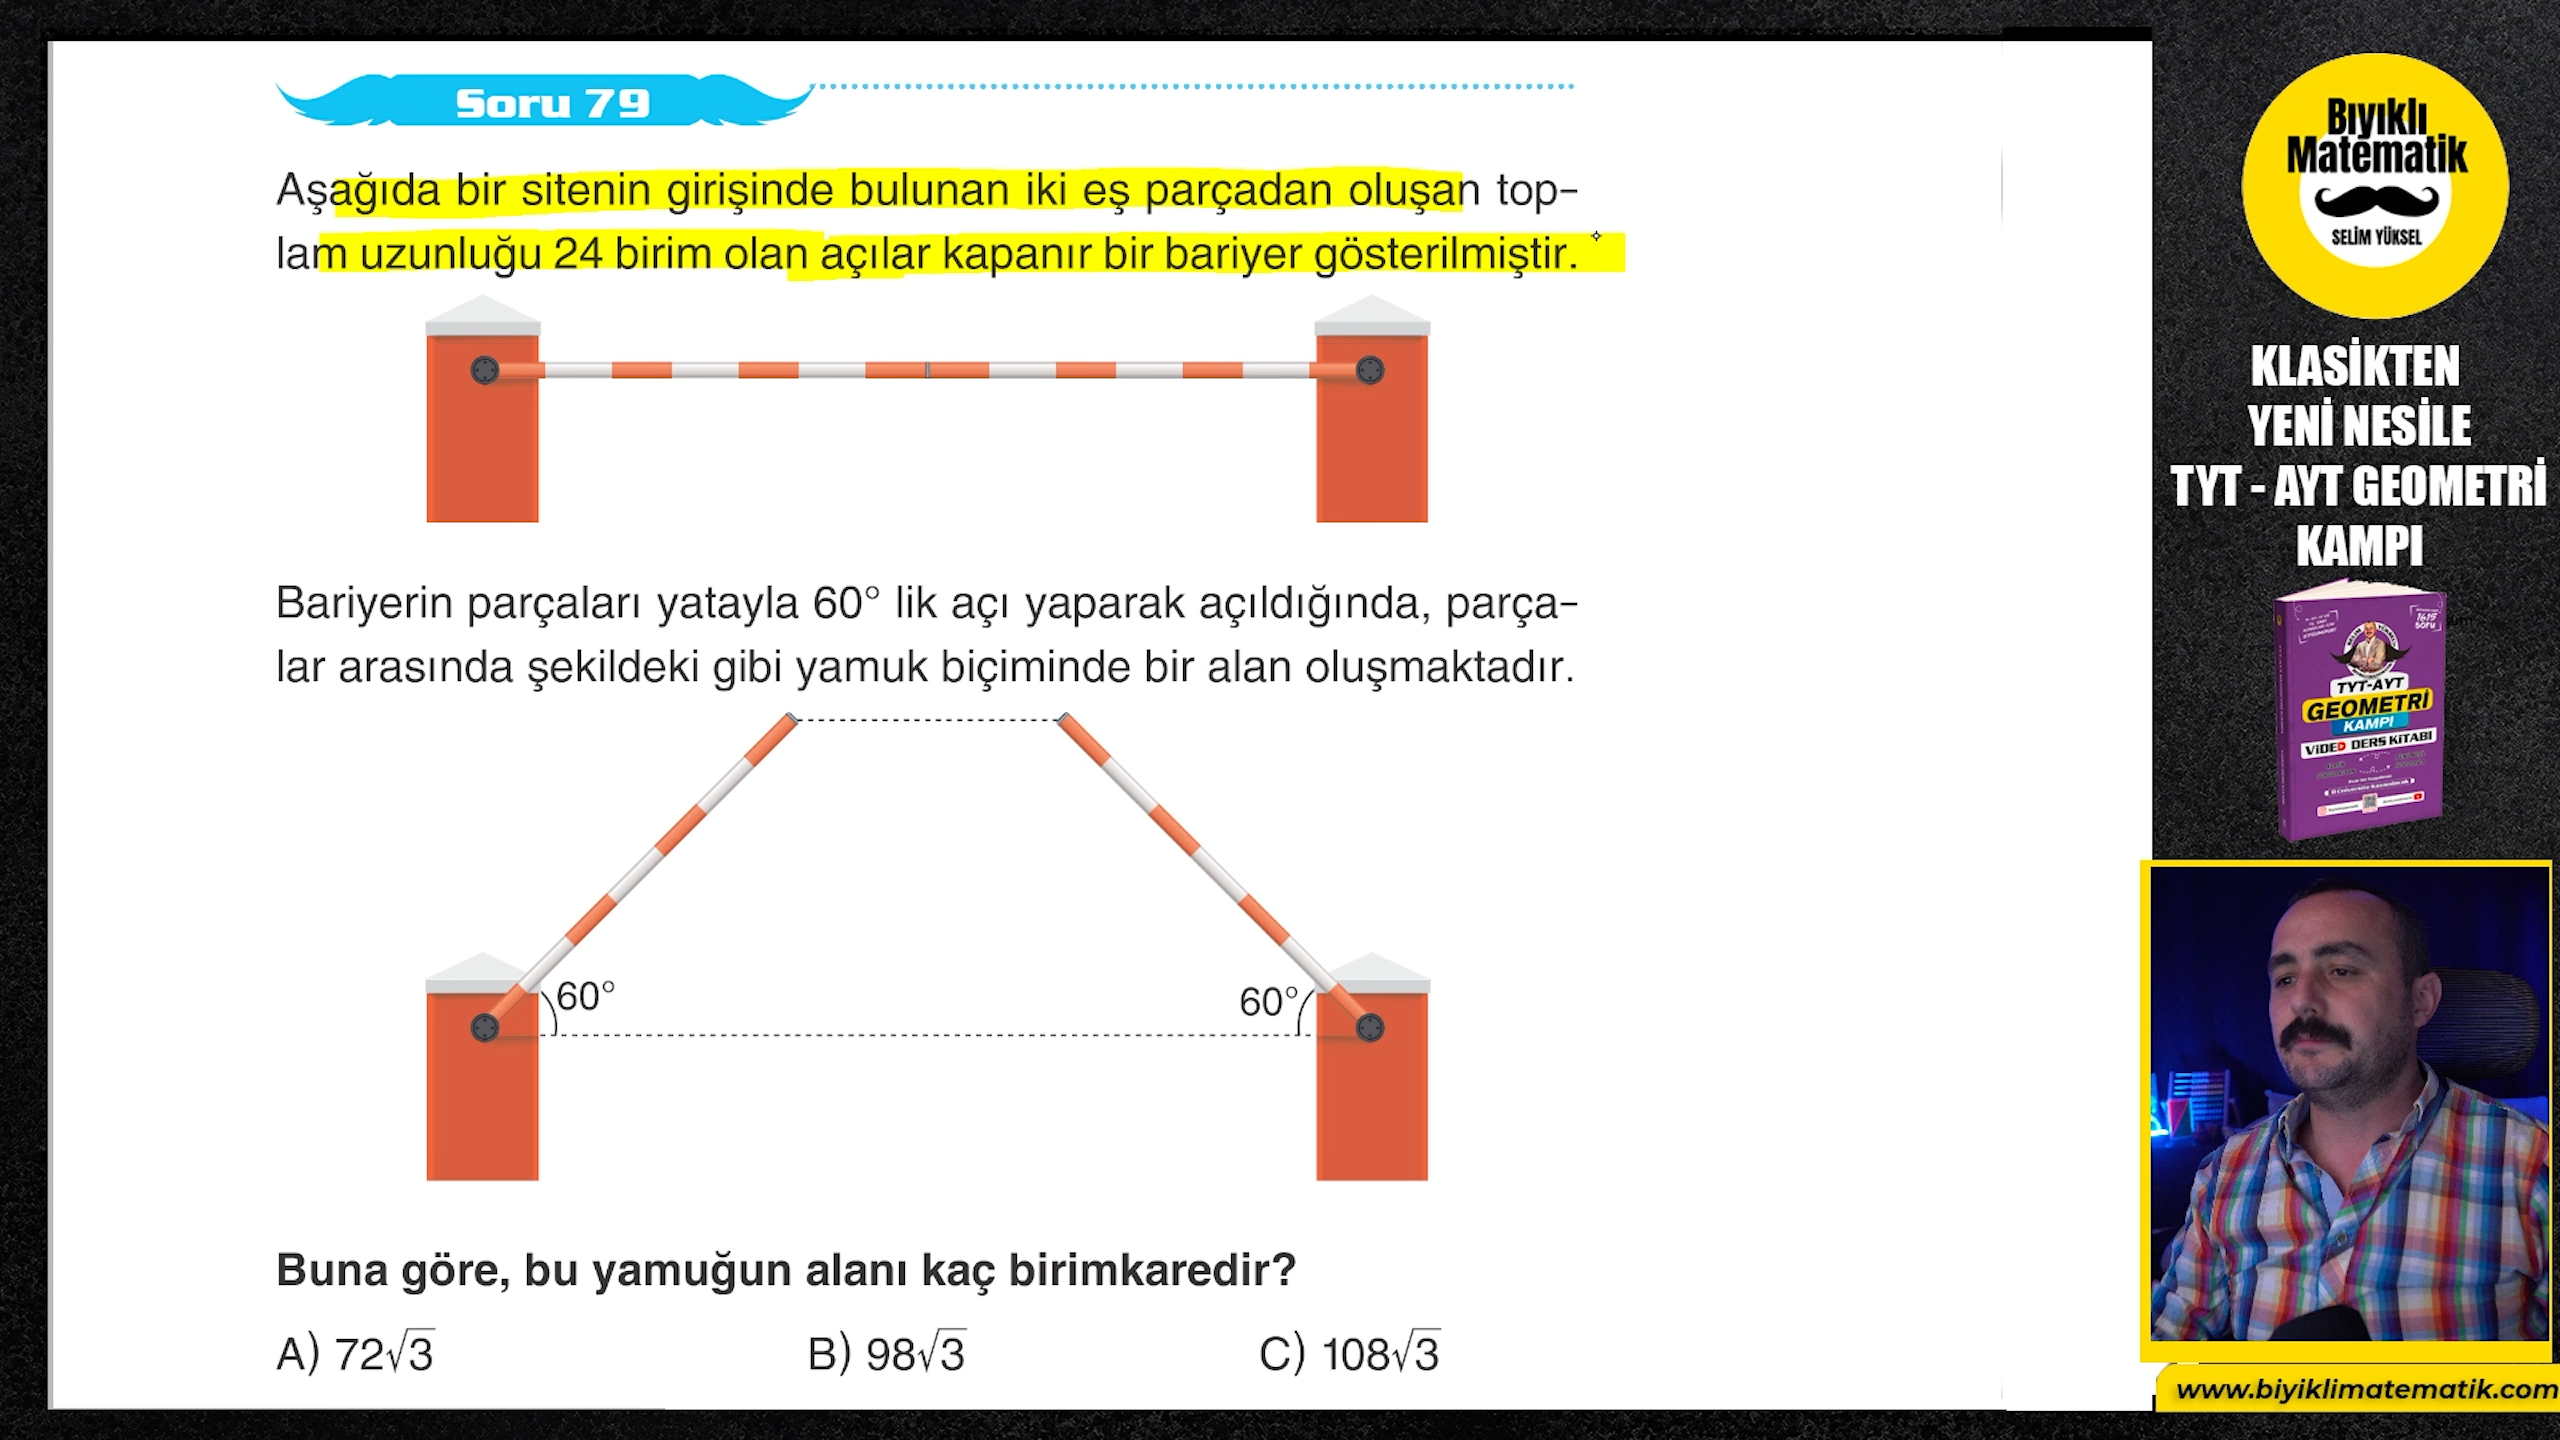 Soru 79
Aşağıda bir sitenin girişinde bulunan iki eş parçadan oluşan top-
lam uzunluğu 24 birim olan açılar kapanır bir bariyer gösterilmiştir.
Bariyerin parçaları yatayla 60° lik açı yaparak açıldığında, parça-
lar arasında şekildeki gibi yamuk biçiminde bir alan oluşmaktadır.
60°
60°
Buna göre, bu yamuğun alanı kaç birimkaredir?
A) 72√3
B) 98√3
C) 108√3
Bıyıklı
Matematik
SELİM YÜKSEL
KLASİKTEN
YENİ NESİLE
TYT - AYT GEOMETRİ
KAMPI
1615
soru
TYT-AYT
GEOMETRİ
KAMPI
VİDEO DERS KİTABI
www.biyiklimatematik.com